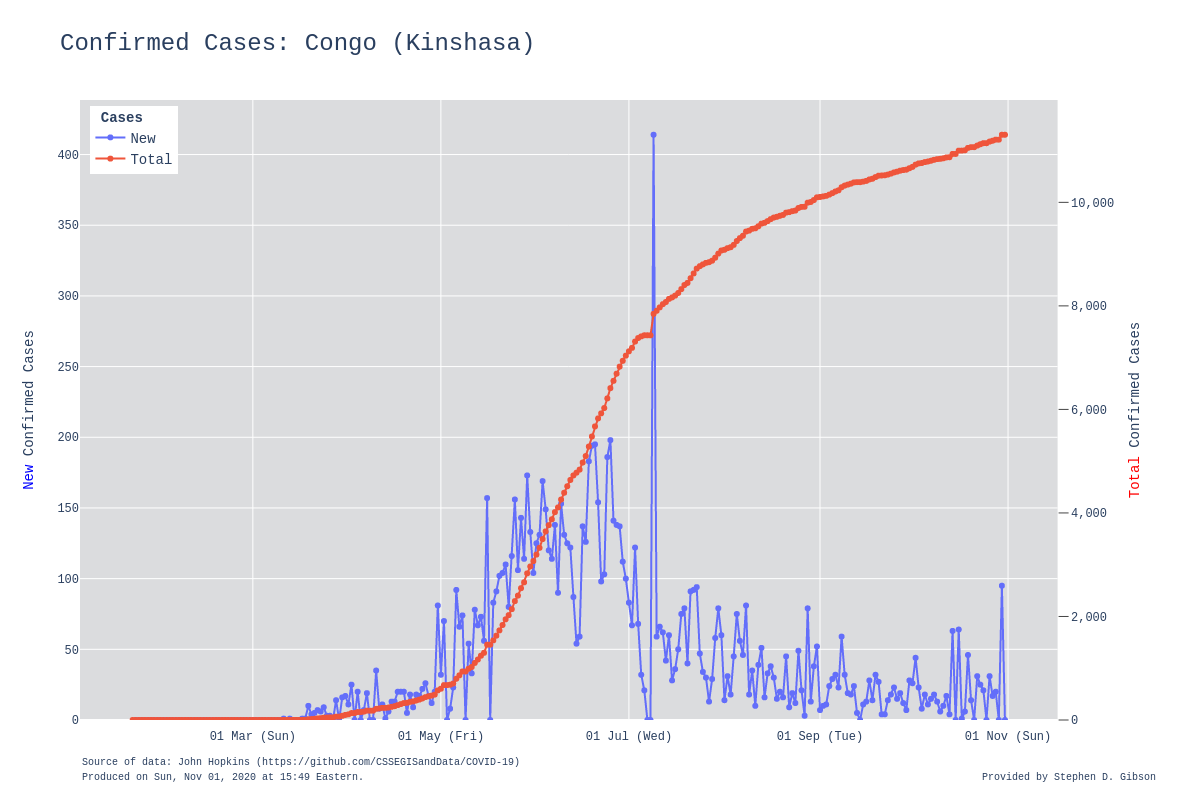 Confirmed Cases: Congo (Kinshasa)
Cases
New
Total
400
350
300
250
200
150
100
50
0
10,000
8,000
6,000
4,000
2,000
0
New Confirmed Cases
Total Confirmed Cases
01 Mar (Sun)
01 May (Fri)
01 Jul (Wed)
01 Sep (Tue)
01 Nov (Sun)
Source of data: John Hopkins (https://github.com/CSSEGISandData/COVID-19)
Produced on Sun, Nov 01, 2020 at 15:49 Eastern.
Provided by Stephen D. Gibson